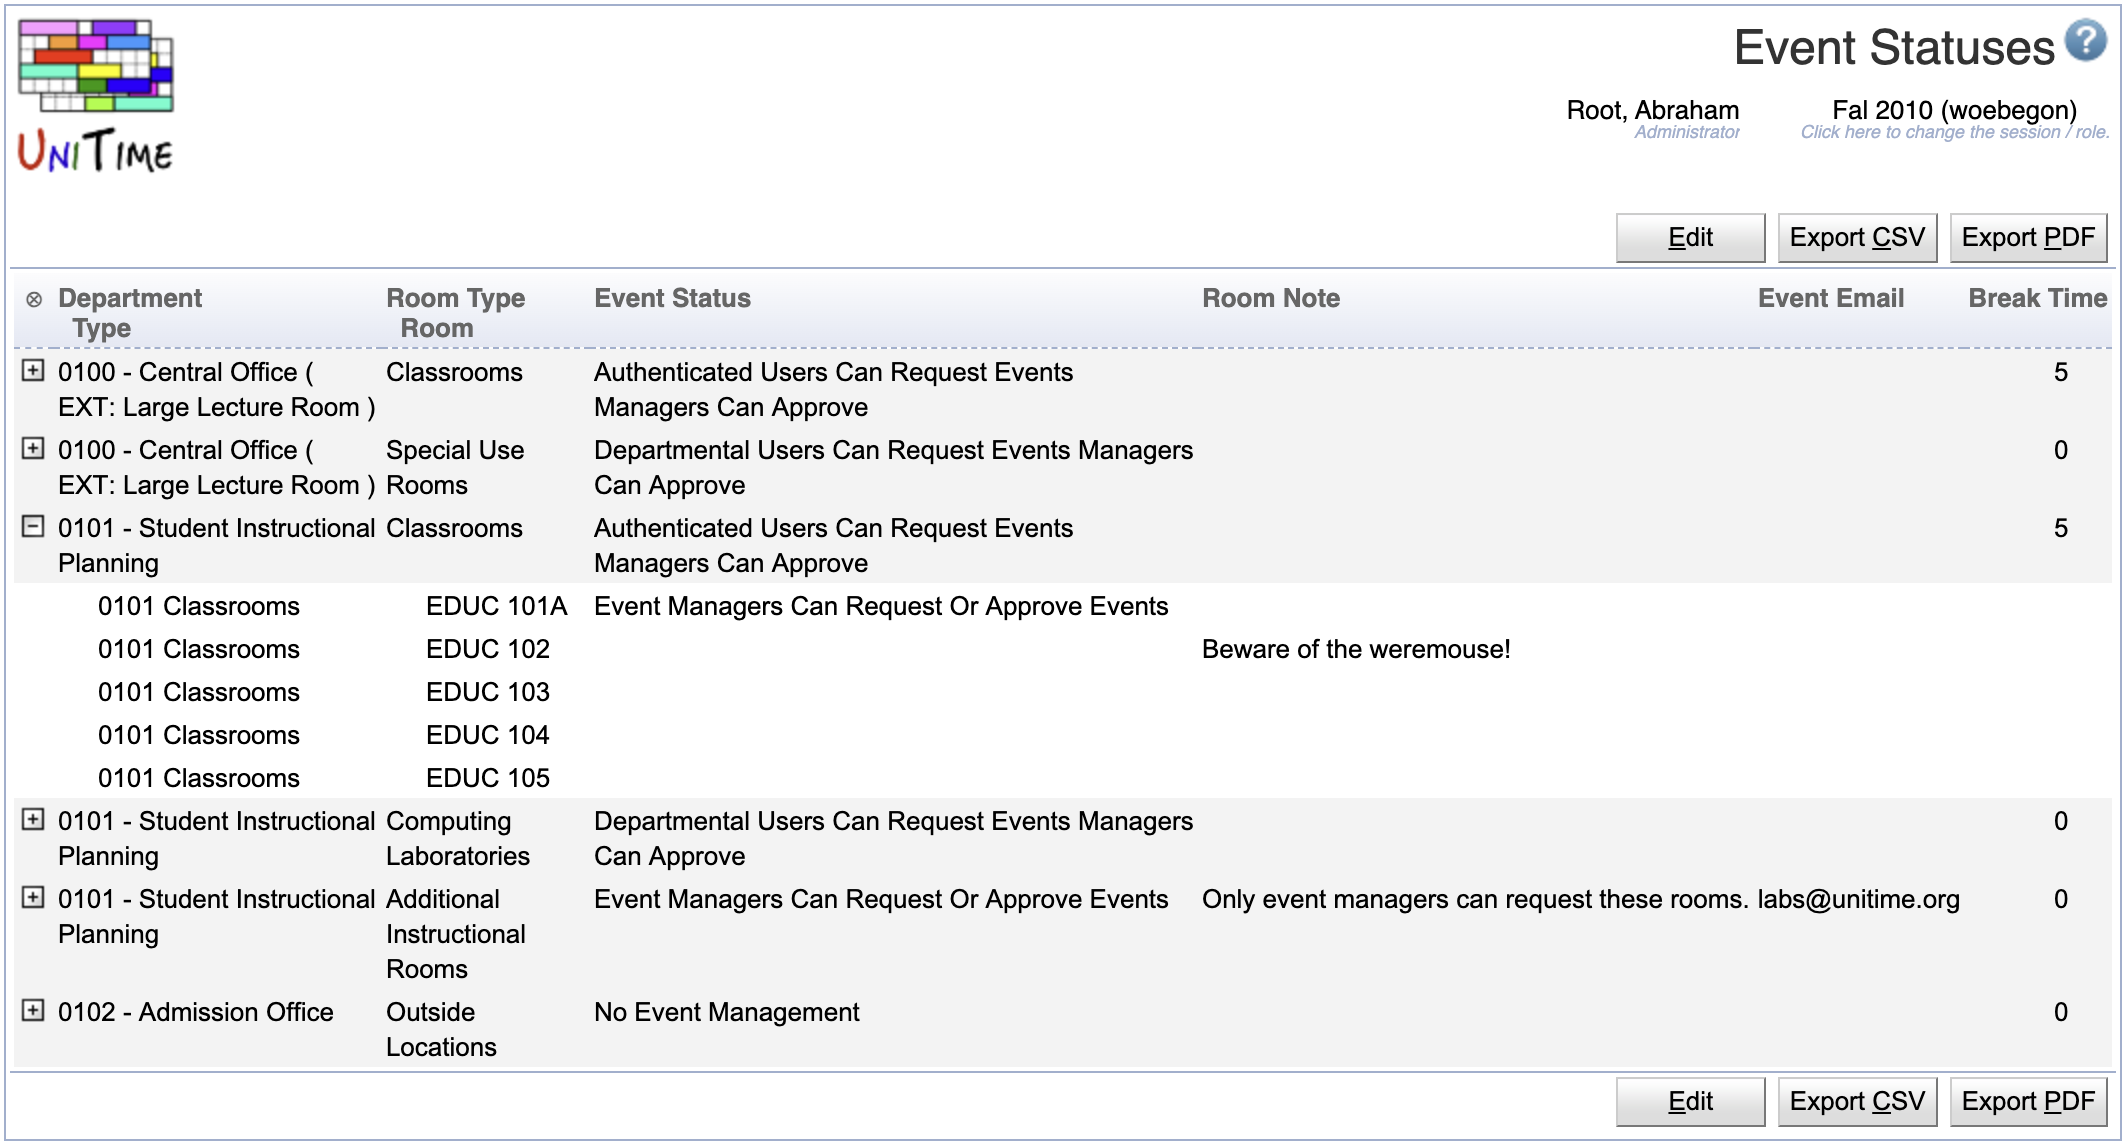 UNITIME
Event Statuses
?
Root, Abraham
Administrator
Fal 2010 (woebegon)
Click here to change the session / role.
Edit
Export CSV
Export PDF
Department
Type
Room Type
Room
Event Status
Room Note
Event Email
Break Time
0100 - Central Office (
EXT: Large Lecture Room )
Classrooms
Authenticated Users Can Request Events
Managers Can Approve
5
0100 - Central Office (
EXT: Large Lecture Room )
Special Use
Rooms
Departmental Users Can Request Events Managers
Can Approve
0
0101 - Student Instructional
Planning
Classrooms
Authenticated Users Can Request Events
Managers Can Approve
5
0101 Classrooms
EDUC 101A
Event Managers Can Request Or Approve Events
0101 Classrooms
EDUC 102
Beware of the weremouse!
0101 Classrooms
EDUC 103
0101 Classrooms
EDUC 104
0101 Classrooms
EDUC 105
0101 - Student Instructional
Planning
Computing
Laboratories
Departmental Users Can Request Events Managers
Can Approve
0
0101 - Student Instructional
Planning
Additional
Instructional
Rooms
Event Managers Can Request Or Approve Events
Only event managers can request these rooms.
labs@unitime.org
0
0102 - Admission Office
Outside
Locations
No Event Management
0
Edit
Export CSV
Export PDF